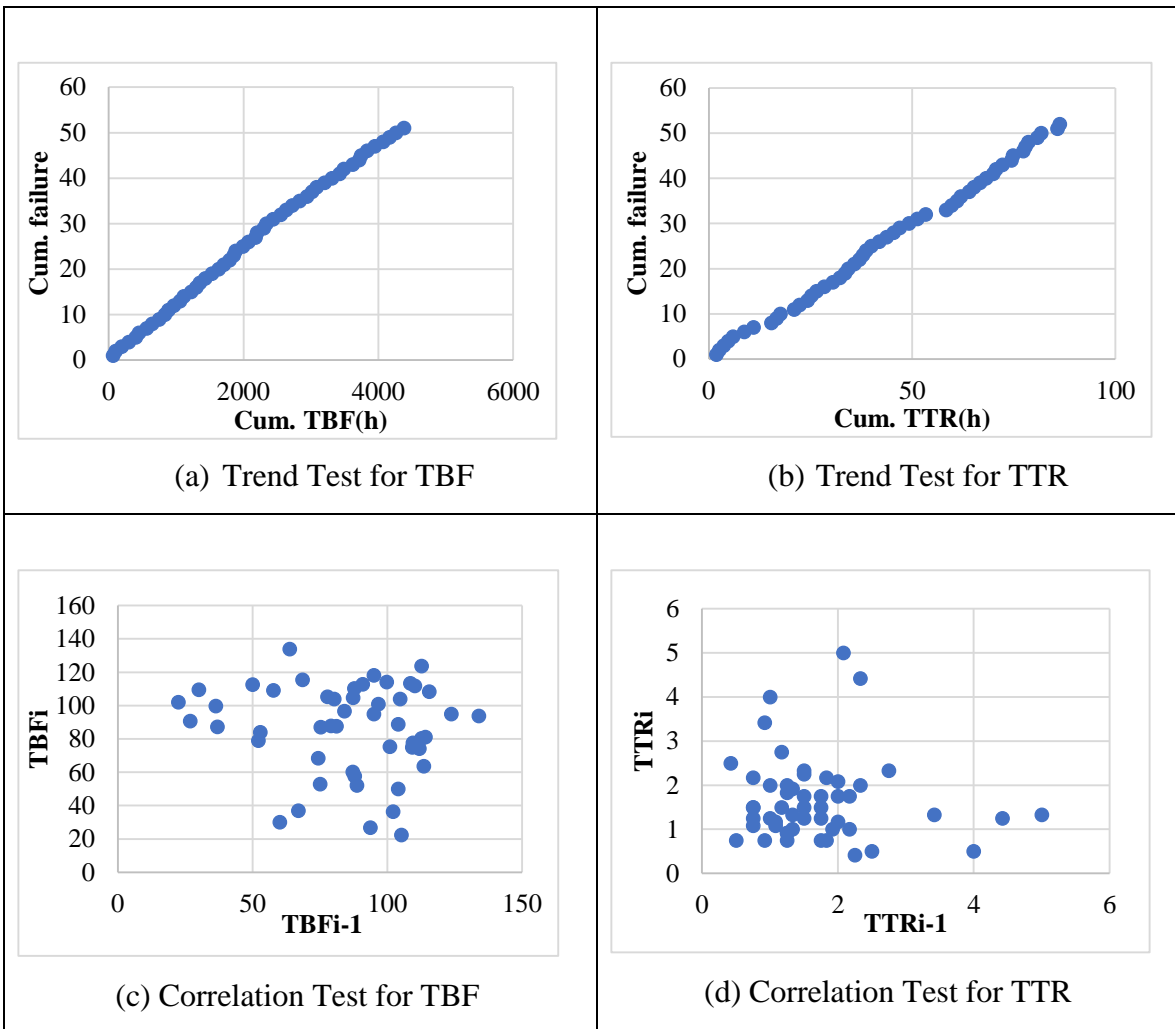 60
50
40
30
20
10
0
Cum. failure
0 2000 4000 6000
Cum. TBF(h)
(a) Trend Test for TBF
60
50
40
30
20
10
0
Cum. failure
0 50 100
Cum. TTR(h)
(b) Trend Test for TTR
160
140
120
100
80
60
40
20
0
TBFi
0 50 100 150
TBFi-1
(c) Correlation Test for TBF
6
5
4
3
2
1
0
TTRi
0 2 4 6
TTRi-1
(d) Correlation Test for TTR